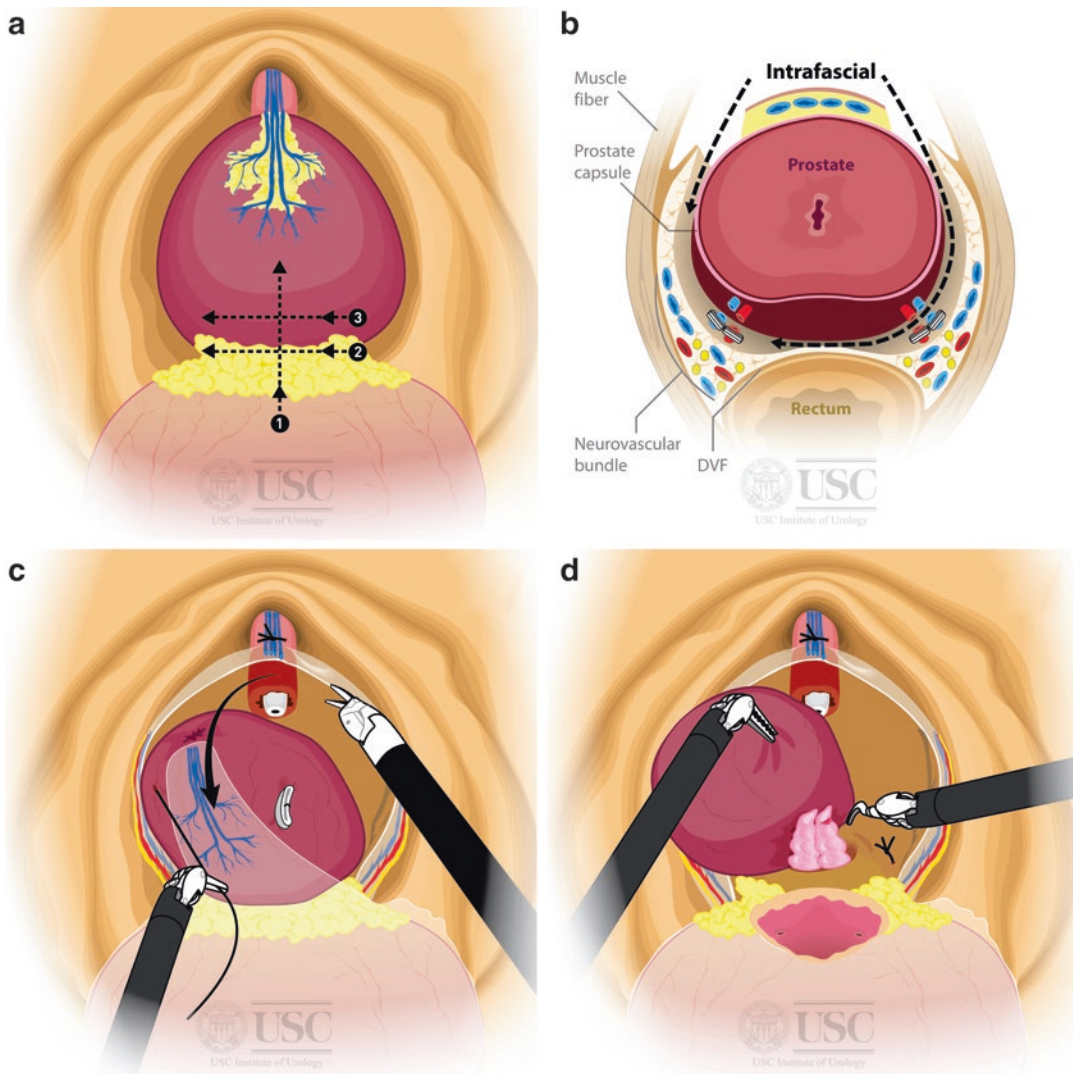 a
3
2
1
USC
USC Institute of Urology
b
Intrafascial
Muscle
fiber
Prostate
capsule
Prostate
Rectum
Neurovascular
bundle
DVF
USC
USC Institute of Urology
c
USC
USC Institute of Urology
d
USC
USC Institute of Urology